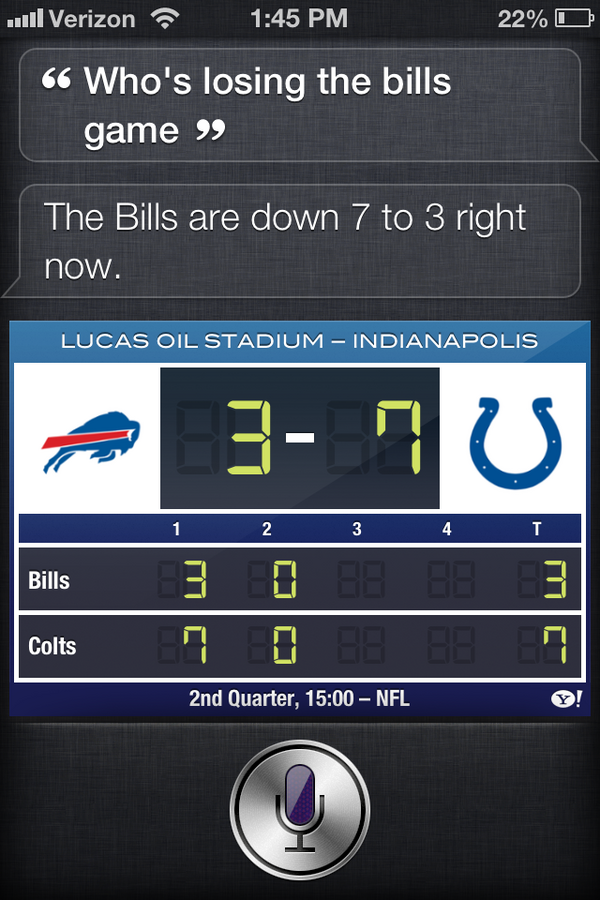 Verizon 1:45 PM 22%
“ Who's losing the bills
game ”
The Bills are down 7 to 3 right
now.
LUCAS OIL STADIUM – INDIANAPOLIS
3 - 7
1 2 3 4 T
Bills 3 0 3
Colts 7 0 7
2nd Quarter, 15:00 – NFL Y!